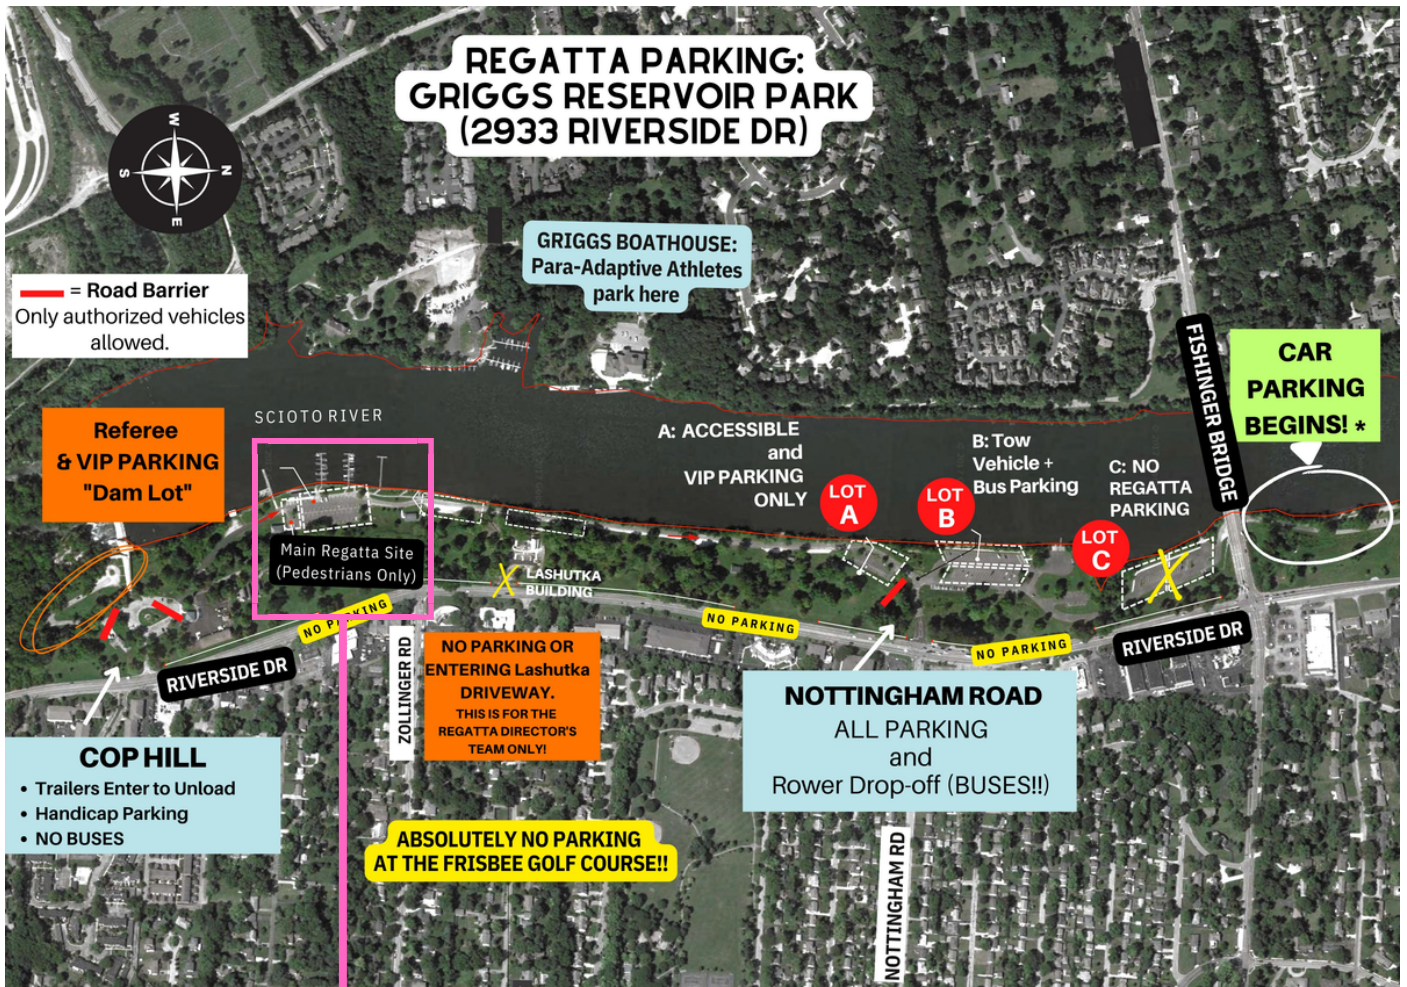 REGATTA PARKING:
GRIGGS RESERVOIR PARK
(2933 RIVERSIDE DR)
W
N
S
E
GRIGGS BOATHOUSE:
Para-Adaptive Athletes
park here
= Road Barrier
Only authorized vehicles
allowed.
FISHINGER BRIDGE
CAR
PARKING
BEGINS! *
Referee
& VIP PARKING
"Dam Lot"
SCIOTO RIVER
A: ACCESSIBLE
and
VIP PARKING
ONLY
LOT
A
B: Tow
Vehicle +
Bus Parking
LOT
B
C: NO
REGATTA
PARKING
LOT
C
Main Regatta Site
(Pedestrians Only)
LASHUTKA
BUILDING
NO PARKING
NO PARKING
NO PARKING
RIVERSIDE DR
RIVERSIDE DR
ZOLLINGER RD
NO PARKING OR
ENTERING Lashutka
DRIVEWAY.
THIS IS FOR THE
REGATTA DIRECTOR'S
TEAM ONLY!
NOTTINGHAM ROAD
ALL PARKING
and
Rower Drop-off (BUSES!!)
COP HILL
• Trailers Enter to Unload
• Handicap Parking
• NO BUSES
ABSOLUTELY NO PARKING
AT THE FRISBEE GOLF COURSE!!
NOTTINGHAM RD